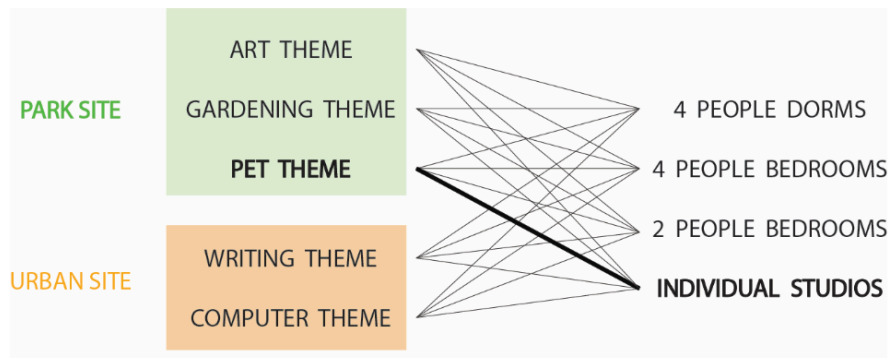 PARK SITE
ART THEME
GARDENING THEME
PET THEME
URBAN SITE
WRITING THEME
COMPUTER THEME
4 PEOPLE DORMS
4 PEOPLE BEDROOMS
2 PEOPLE BEDROOMS
INDIVIDUAL STUDIOS